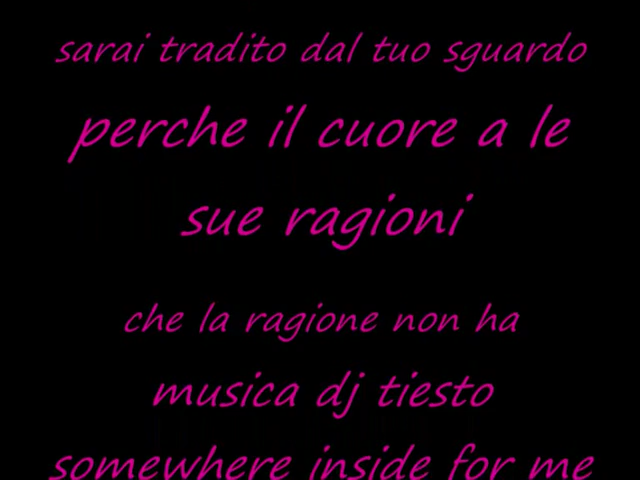 sarai tradito dal tuo sguardo
perche il cuore a le
sue ragioni
che la ragione non ha
musica dj tiesto
somewhere inside for me